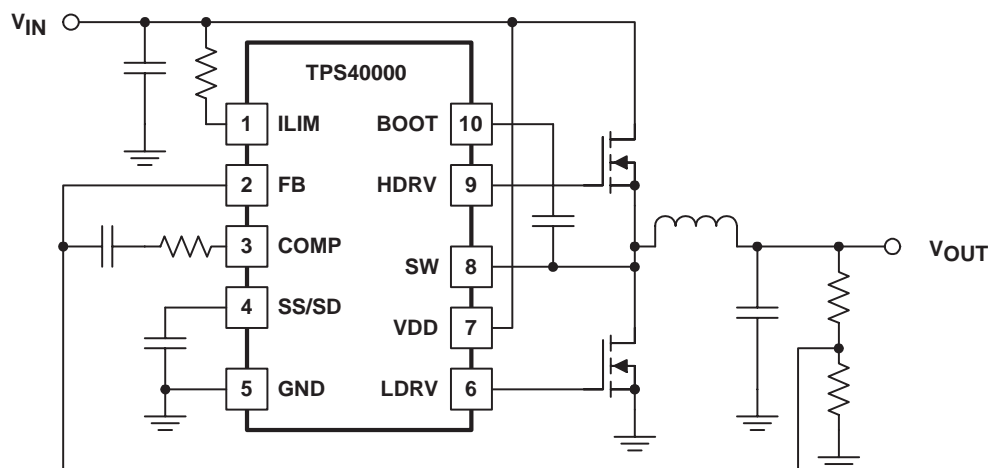 VIN
TPS40000
1 ILIM BOOT 10
2 FB HDRV 9
3 COMP
SW 8
4 SS/SD
VDD 7
5 GND LDRV 6
VOUT